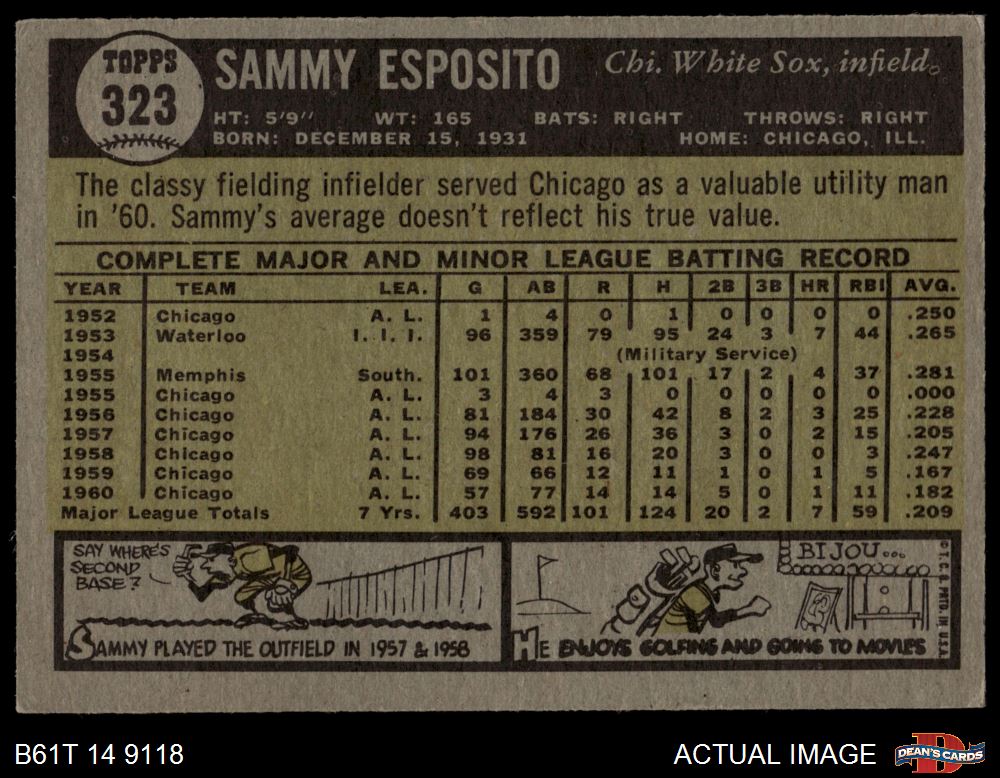 TOPPS
323
SAMMY ESPOSITO Chi. White Sox, infield
HT: 5'9" WT: 165 BATS: RIGHT THROWS: RIGHT
BORN: DECEMBER 15, 1931 HOME: CHICAGO, ILL.
The classy fielding infielder served Chicago as a valuable utility man
in '60. Sammy's average doesn't reflect his true value.
COMPLETE MAJOR AND MINOR LEAGUE BATTING RECORD
YEAR TEAM LEA. G AB R H 2B 3B HR RBI AVG.
1952 Chicago A. L. 1 4 0 1 0 0 0 0 .250
1953 Waterloo I. I. I. 96 359 79 95 24 3 7 44 .265
1954 (Military Service)
1955 Memphis South. 101 360 68 101 17 2 4 37 .281
1955 Chicago A. L. 3 4 3 0 0 0 0 0 .000
1956 Chicago A. L. 81 184 30 42 8 2 3 25 .228
1957 Chicago A. L. 94 176 26 36 3 0 2 15 .205
1958 Chicago A. L. 98 81 16 20 3 0 0 3 .247
1959 Chicago A. L. 69 66 12 11 1 0 1 5 .167
1960 Chicago A. L. 57 77 14 14 5 0 1 11 .182
Major League Totals 7 Yrs. 403 592 101 124 20 2 7 59 .209
SAY WHERE'S
SECOND
BASE?
SAMMY PLAYED THE OUTFIELD IN 1957 & 1958
BIJOU...
HE ENJOYS GOLFING AND GOING TO MOVIES
© T. C. G. PRTD. IN U.S.A.
B61T 14 9118
ACTUAL IMAGE
DEAN'S CARDS